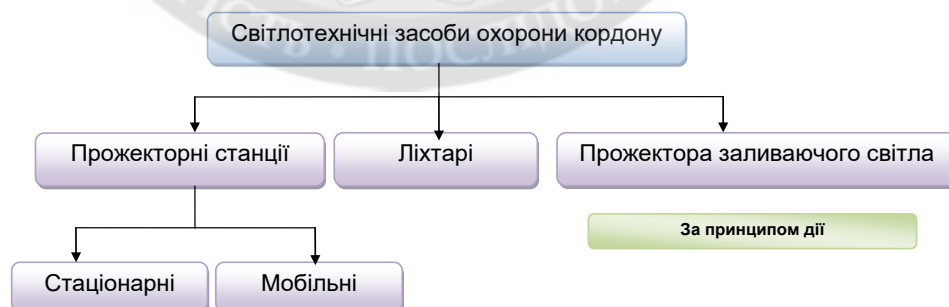 Світлотехнічні засоби охорони кордону
Прожекторні станції
Ліхтарі
Прожектора заливаючого світла
За принципом дії
Стаціонарні
Мобільні